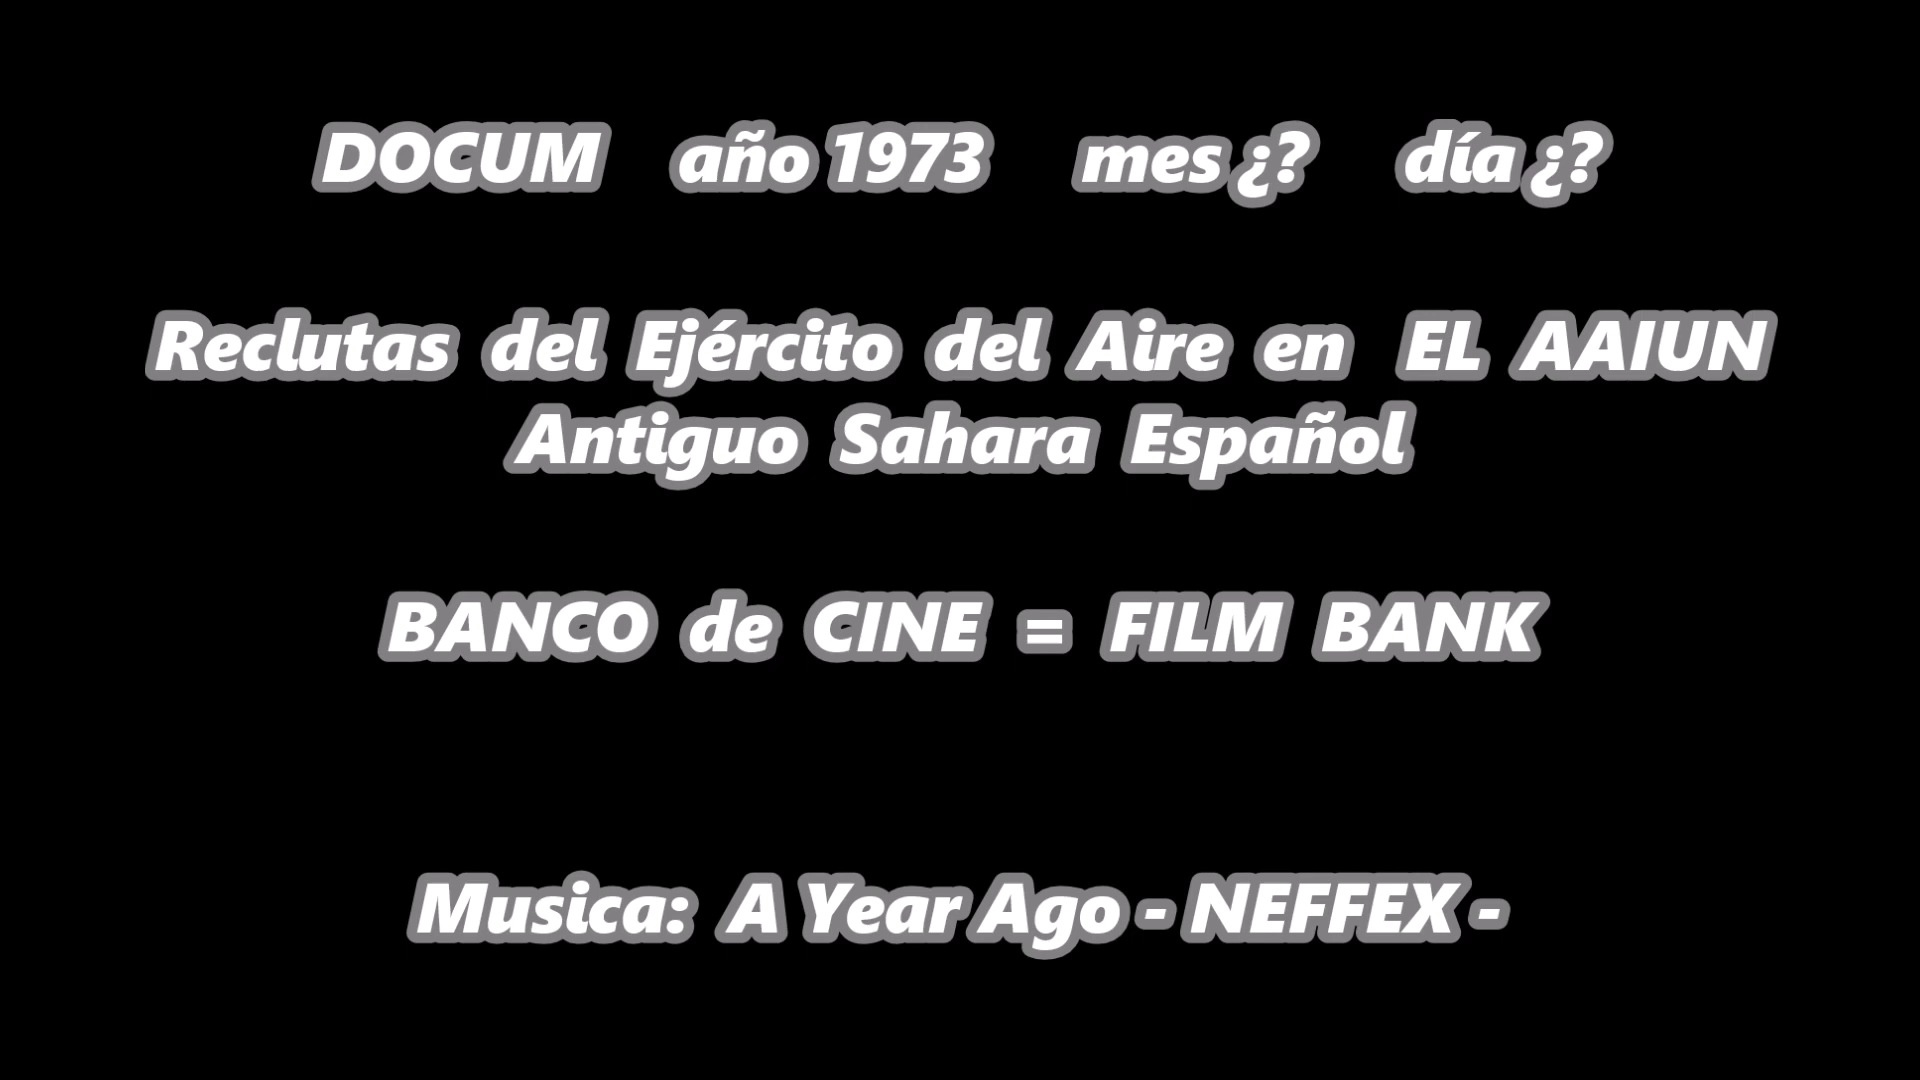 DOCUM año 1973 mes ¿? día ¿?
Reclutas del Ejército del Aire en EL AAIUN
Antiguo Sahara Español
BANCO de CINE = FILM BANK
Musica: A Year Ago - NEFFEX -